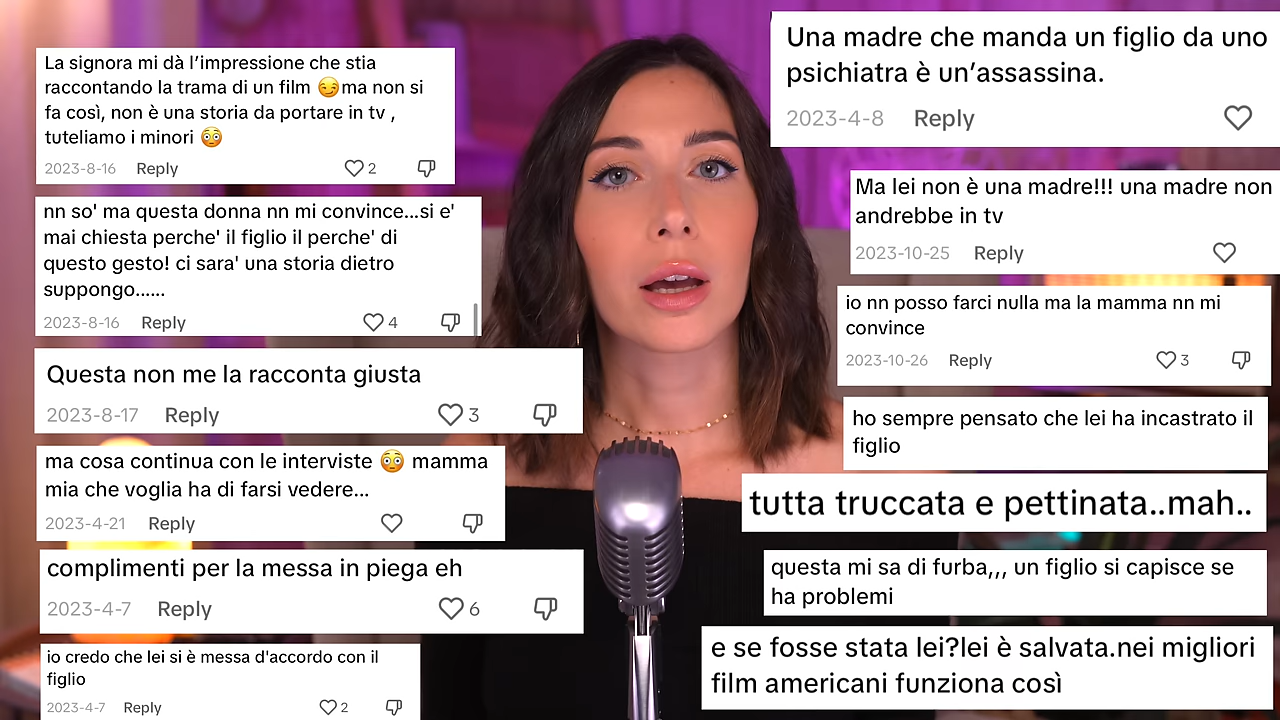 La signora mi dà l’impressione che stia
raccontando la trama di un film 😏ma non si
fa così, non è una storia da portare in tv ,
tuteliamo i minori 😳
2023-8-16 Reply 2
nn so' ma questa donna nn mi convince...si e'
mai chiesta perche' il figlio il perche' di
questo gesto! ci sara' una storia dietro
suppongo......
2023-8-16 Reply 4
Questa non me la racconta giusta
2023-8-17 Reply 3
ma cosa continua con le interviste 😳 mamma
mia che voglia ha di farsi vedere...
2023-4-21 Reply
complimenti per la messa in piega eh
2023-4-7 Reply 6
io credo che lei si è messa d'accordo con il
figlio
2023-4-7 Reply 2
Una madre che manda un figlio da uno
psichiatra è un’assassina.
2023-4-8 Reply
Ma lei non è una madre!!! una madre non
andrebbe in tv
2023-10-25 Reply
io nn posso farci nulla ma la mamma nn mi
convince
2023-10-26 Reply 3
ho sempre pensato che lei ha incastrato il
figlio
tutta truccata e pettinata..mah..
questa mi sa di furba,,, un figlio si capisce se
ha problemi
e se fosse stata lei?lei è salvata.nei migliori
film americani funziona così